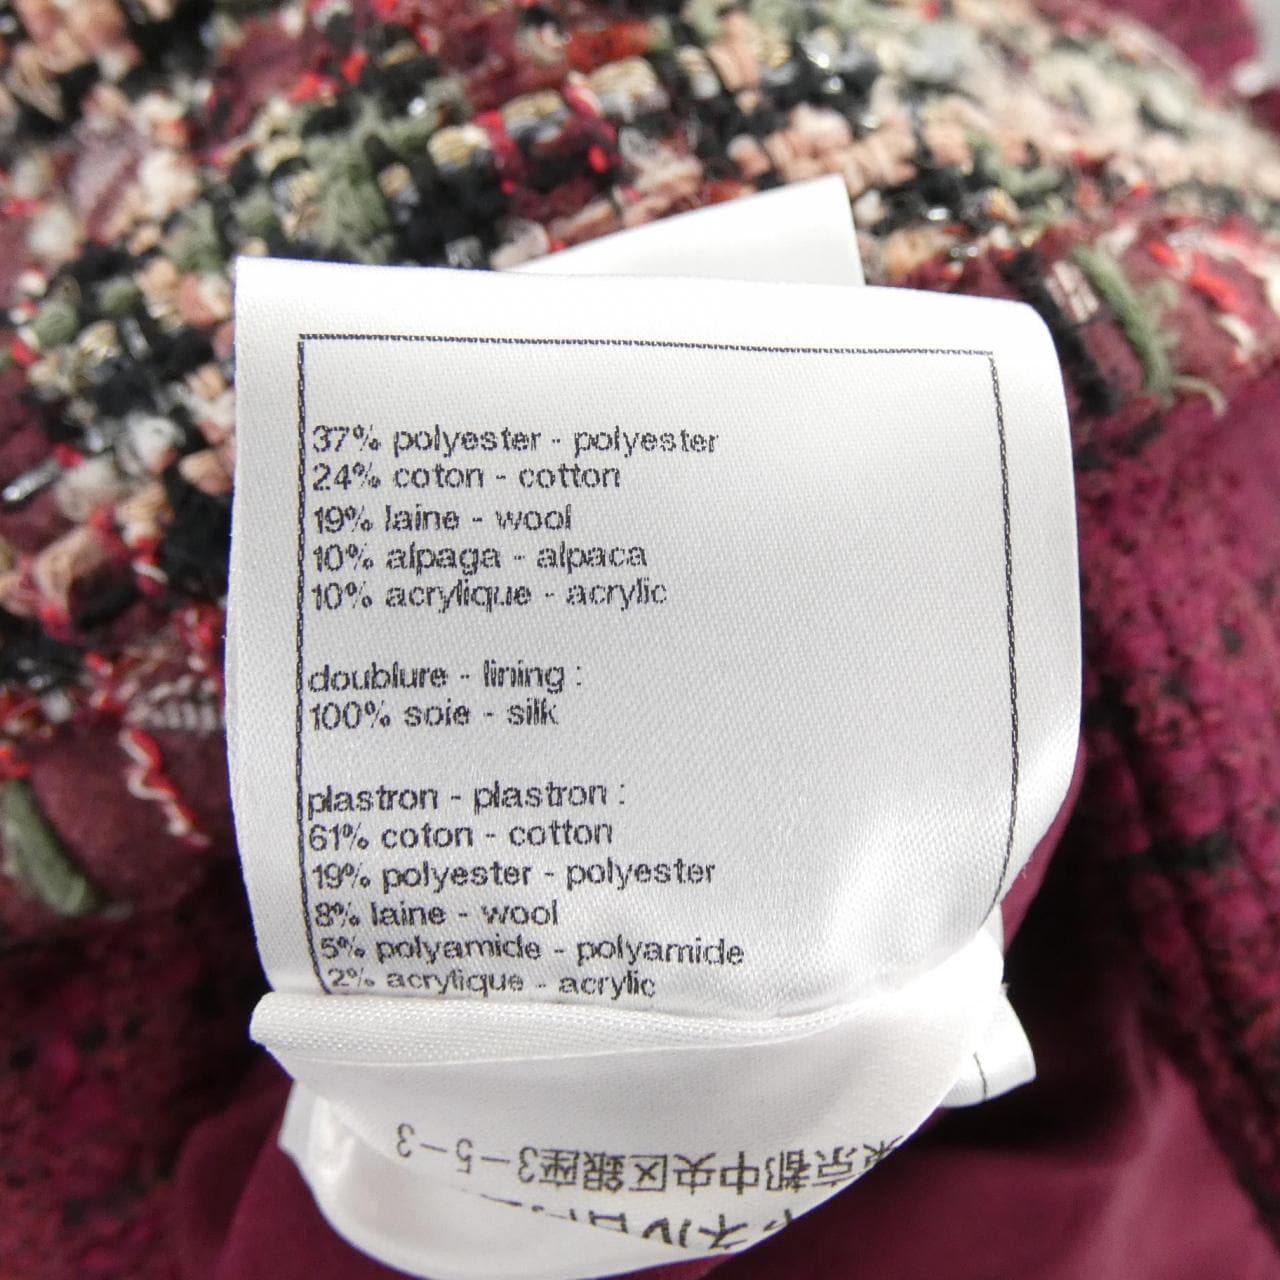 37% polyester - polyester
24% coton - cotton
19% laine - wool
10% alpaga - alpaca
10% acrylique - acrylic
doublure - lining :
100% soie - silk
plastron - plastron :
61% coton - cotton
19% polyester - polyester
8% laine - wool
5% polyamide - polyamide
2% acrylique - acrylic
東京都中央区銀座3-5-3